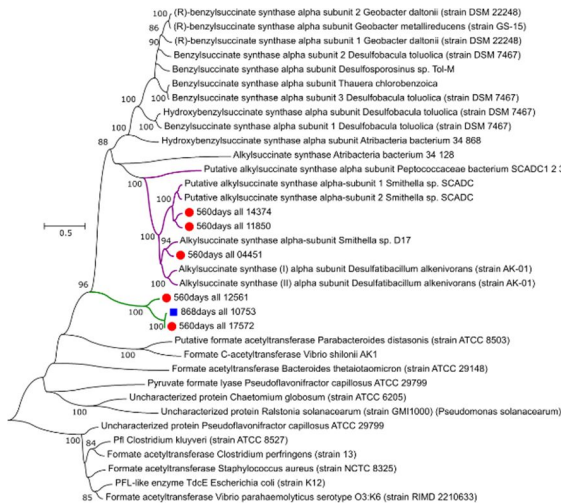 100
(R)-benzylsuccinate synthase alpha subunit 2 Geobacter daltonii (strain DSM 22248)
86
(R)-benzylsuccinate synthase alpha subunit Geobacter metallireducens (strain GS-15)
90
(R)-benzylsuccinate synthase alpha subunit 1 Geobacter daltonii (strain DSM 22248)
Benzylsuccinate synthase alpha subunit 2 Desulfobacula toluolica (strain DSM 7467)
100
Benzylsuccinate synthase alpha subunit Desulfosporosinus sp. Tol-M
Benzylsuccinate synthase alpha subunit Thauera chlorobenzoica
100
Benzylsuccinate synthase alpha subunit 3 Desulfobacula toluolica (strain DSM 7467)
Hydroxybenzylsuccinate synthase alpha subunit Desulfobacula toluolica (strain DSM 7467)
100
100
Benzylsuccinate synthase alpha subunit 1 Desulfobacula toluolica (strain DSM 7467)
88
Hydroxybenzylsuccinate synthase alpha subunit Atribacteria bacterium 34 868
Alkylsuccinate synthase Atribacteria bacterium 34 128
Putative alkylsuccinate synthase alpha subunit Peptococcaceae bacterium SCADC1 2 3
100
Putative alkylsuccinate synthase alpha-subunit 1 Smithella sp. SCADC
100
Putative alkylsuccinate synthase alpha-subunit 2 Smithella sp. SCADC
560days all 14374
0.5
100
560days all 11850
100
94
Alkylsuccinate synthase alpha-subunit Smithella sp. D17
560days all 04451
Alkylsuccinate synthase (I) alpha subunit Desulfatibacillum alkenivorans (strain AK-01)
96
100
Alkylsuccinate synthase (II) alpha subunit Desulfatibacillum alkenivorans (strain AK-01)
560days all 12561
100
868days all 10753
100
560days all 17572
Putative formate acetyltransferase Parabacteroides distasonis (strain ATCC 8503)
100
Formate C-acetyltransferase Vibrio shilonii AK1
Formate acetyltransferase Bacteroides thetaiotaomicron (strain ATCC 29148)
Pyruvate formate lyase Pseudoflavonifractor capillosus ATCC 29799
Uncharacterized protein Chaetomium globosum (strain ATCC 6205)
100
Uncharacterized protein Ralstonia solanacearum (strain GMI1000) (Pseudomonas solanacearum)
Uncharacterized protein Pseudoflavonifractor capillosus ATCC 29799
100
84
Pfl Clostridium kluyveri (strain ATCC 8527)
Formate acetyltransferase Clostridium perfringens (strain 13)
Formate acetyltransferase Staphylococcus aureus (strain NCTC 8325)
PFL-like enzyme TdcE Escherichia coli (strain K12)
85
Formate acetyltransferase Vibrio parahaemolyticus serotype O3:K6 (strain RIMD 2210633)